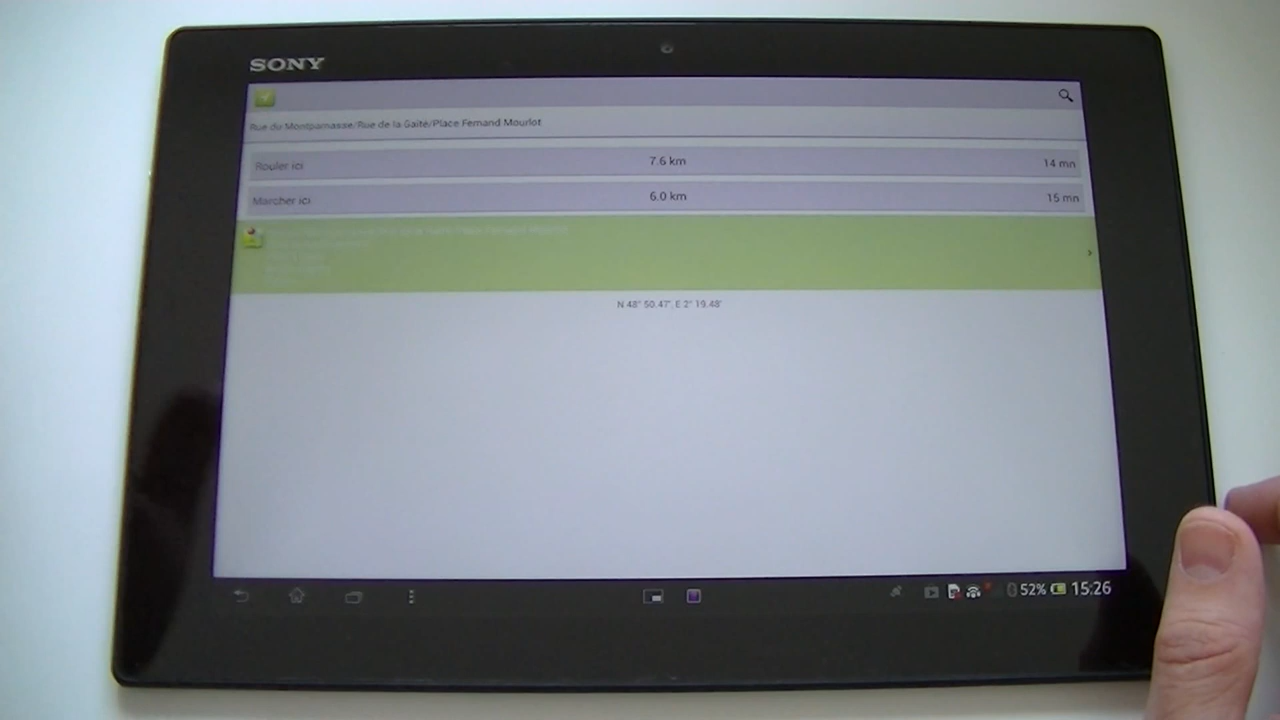 SONY
Rue du Montparnasse/Rue de la Gaîté/Place Fernand Mourlot
Rouler ici 7.6 km 14 mn
Marcher ici 6.0 km 15 mn
N 48° 50.47', E 2° 19.48'
52% 15:26